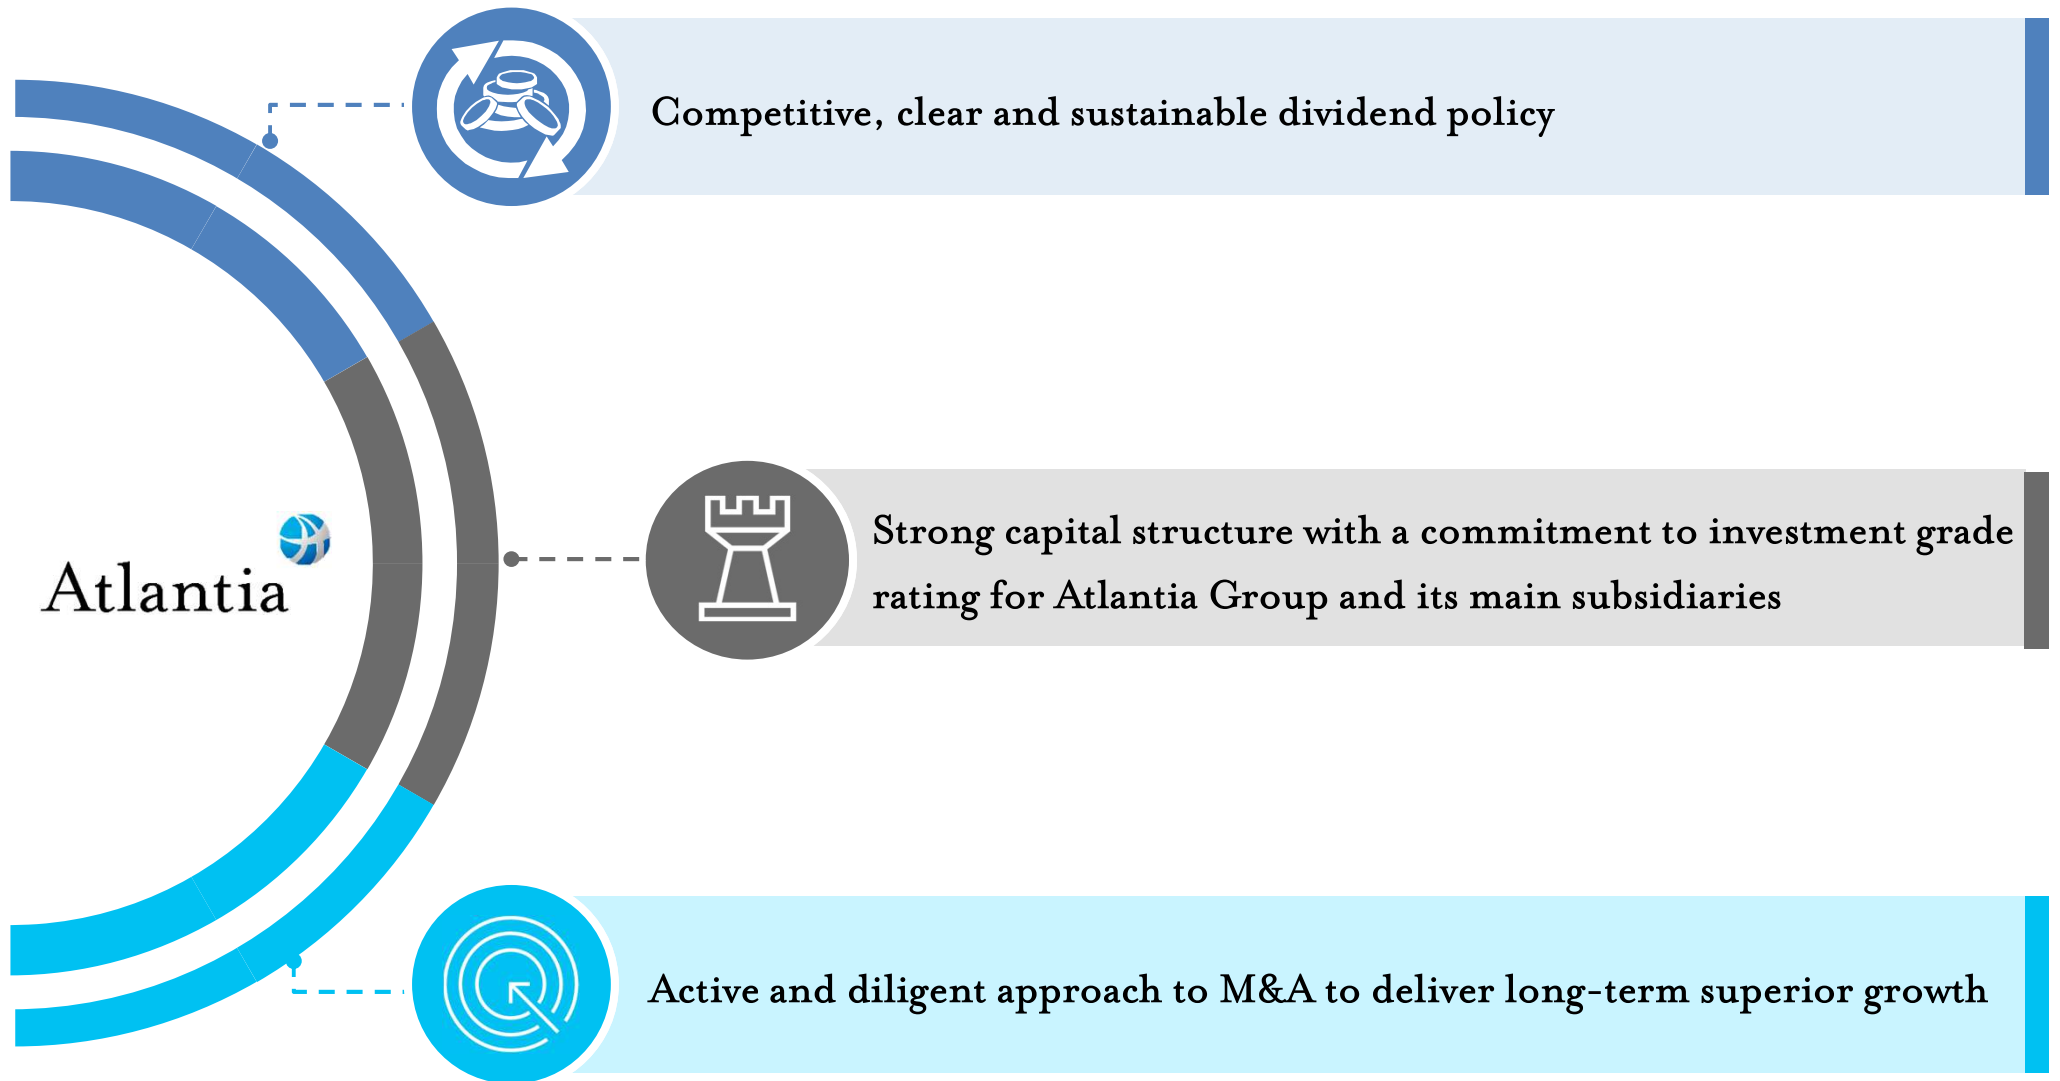 Competitive, clear and sustainable dividend policy
Atlantia
Strong capital structure with a commitment to investment grade
rating for Atlantia Group and its main subsidiaries
Active and diligent approach to M&A to deliver long-term superior growth